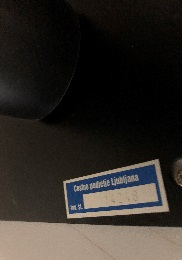 Cestno podjetje Ljubljana
inv. št.